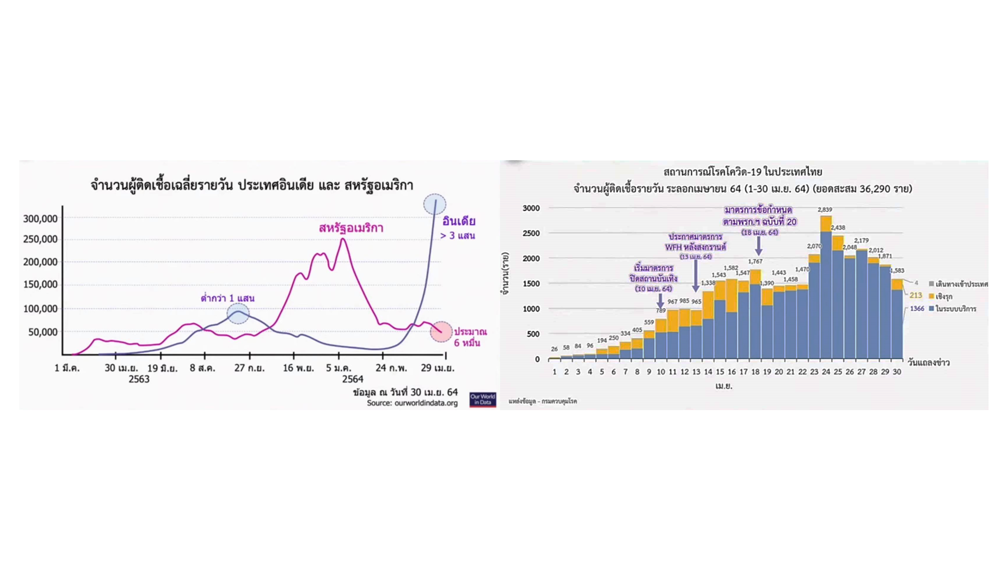 จำนวนผู้ติดเชื้อเฉลี่ยรายวัน ประเทศอินเดีย และ สหรัฐอเมริกา
300,000
250,000
200,000
150,000
100,000
50,000
สหรัฐอเมริกา
อินเดีย
> 3 แสน
ต่ำกว่า 1 แสน
ประมาณ
6 หมื่น
1 มี.ค. 30 เม.ย. 19 มิ.ย. 8 ส.ค. 27 ก.ย. 16 พ.ย. 5 ม.ค. 24 ก.พ. 29 เม.ย.
2563 2564
ข้อมูล ณ วันที่ 30 เม.ย. 64
Source: ourworldindata.org
Our World
in Data
สถานการณ์โรคโควิด-19 ในประเทศไทย
จำนวนผู้ติดเชื้อรายวัน ระลอกเมษายน 64 (1-30 เม.ย. 64) (ยอดสะสม 36,290 ราย)
จำนวน(ราย)
3000
2500
2000
1500
1000
500
0
มาตรการข้อกำหนด
ตามพรก.ฯ ฉบับที่ 20
(18 เม.ย. 64)
ประกาศมาตรการ
WFH หลังสงกรานต์
(13 เม.ย. 64)
เริ่มมาตรการ
ปิดสถานบันเทิง
(10 เม.ย. 64)
26 58 84 96 194 250 334 405 559 789 967 985 965 1,338 1,543 1,582 1,547 1,767 1,390 1,443 1,458 1,470 2,070 2,839 2,438 2,048 2,179 2,012 1,871 1,583
4 เดินทางเข้าประเทศ
213 เชิงรุก
1366 ในระบบบริการ
1 2 3 4 5 6 7 8 9 10 11 12 13 14 15 16 17 18 19 20 21 22 23 24 25 26 27 28 29 30
วันแถลงข่าว
เม.ย.
แหล่งข้อมูล - กรมควบคุมโรค